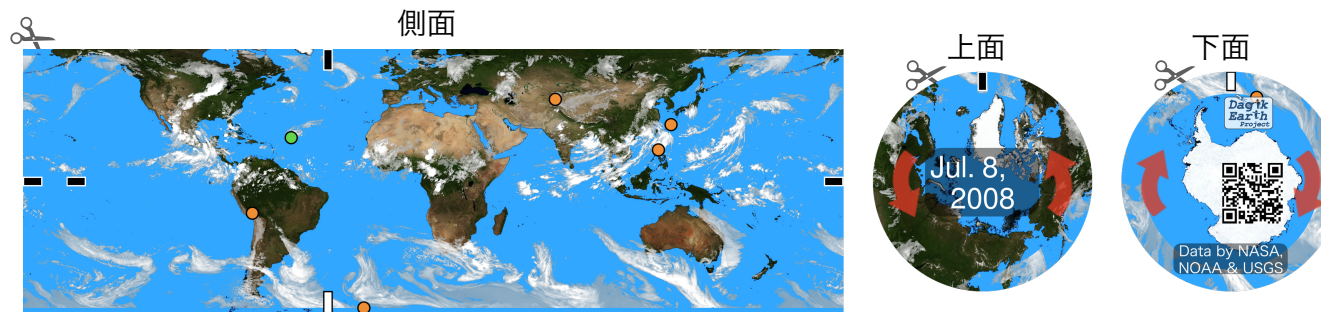 側面
上面
下面
Jul. 8,
2008
Dagik
Earth
Project
Data by NASA,
NOAA & USGS